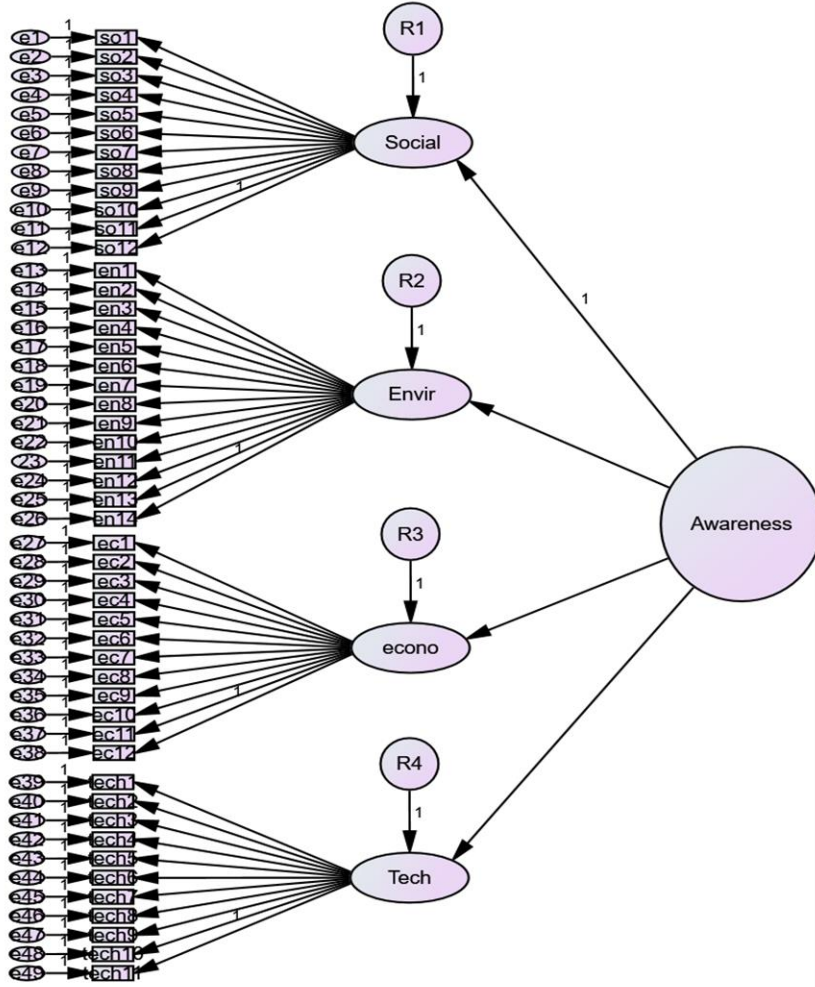 R1
1
e1 1 so1
e2 so2
e3 so3
e4 so4
e5 so5
e6 so6
e7 so7
e8 so8
e9 so9
e10 so10
e11 so11
e12 so12
Social
1
1
R2
1
e13 1 en1
e14 en2
e15 en3
e16 en4
e17 en5
e18 en6
e19 en7
e20 en8
e21 en9
e22 en10
23 en11
e24 en12
e25 en13
e26 en14
Envir
1
Awareness
R3
1
e27 1 ec1
e28 ec2
e29 ec3
e30 ec4
e31 ec5
e32 ec6
e33 ec7
e34 ec8
e35 ec9
e36 ec10
e37 ec11
e38 ec12
econo
1
R4
1
e39 1 tech1
e40 tech2
e41 tech3
e42 tech4
e43 tech5
e44 tech6
e45 tech7
e46 tech8
e47 tech9
e48 tech10
e49 tech11
Tech
1